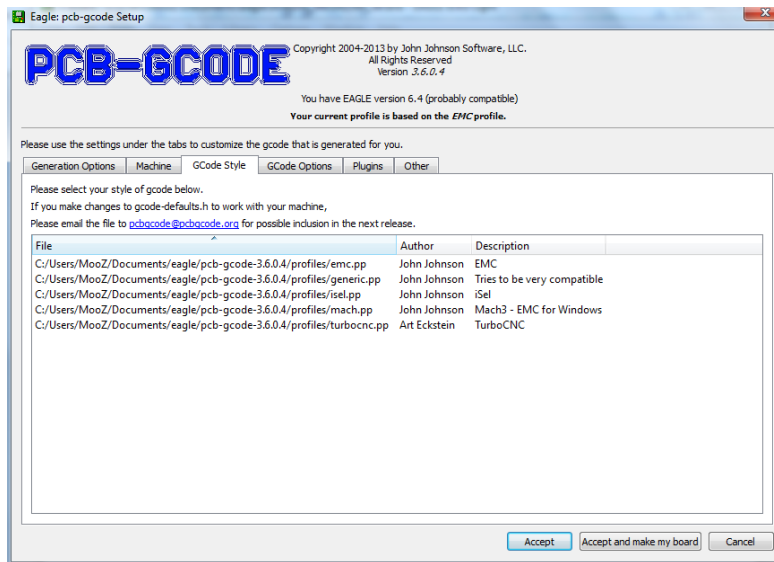 Eagle: pcb-gcode Setup
PCB-GCODE
Copyright 2004-2013 by John Johnson Software, LLC.
All Rights Reserved
Version 3.6.0.4
You have EAGLE version 6.4 (probably compatible)
Your current profile is based on the EMC profile.
Please use the settings under the tabs to customize the gcode that is generated for you.
Generation Options Machine GCode Style GCode Options Plugins Other
Please select your style of gcode below.
If you make changes to gcode-defaults.h to work with your machine,
Please email the file to pcbgcode@pcbgcode.org for possible inclusion in the next release.
File Author Description
C:/Users/MooZ/Documents/eagle/pcb-gcode-3.6.0.4/profiles/emc.pp John Johnson EMC
C:/Users/MooZ/Documents/eagle/pcb-gcode-3.6.0.4/profiles/generic.pp John Johnson Tries to be very compatible
C:/Users/MooZ/Documents/eagle/pcb-gcode-3.6.0.4/profiles/isel.pp John Johnson iSel
C:/Users/MooZ/Documents/eagle/pcb-gcode-3.6.0.4/profiles/mach.pp John Johnson Mach3 - EMC for Windows
C:/Users/MooZ/Documents/eagle/pcb-gcode-3.6.0.4/profiles/turbocnc.pp Art Eckstein TurboCNC
Accept Accept and make my board Cancel